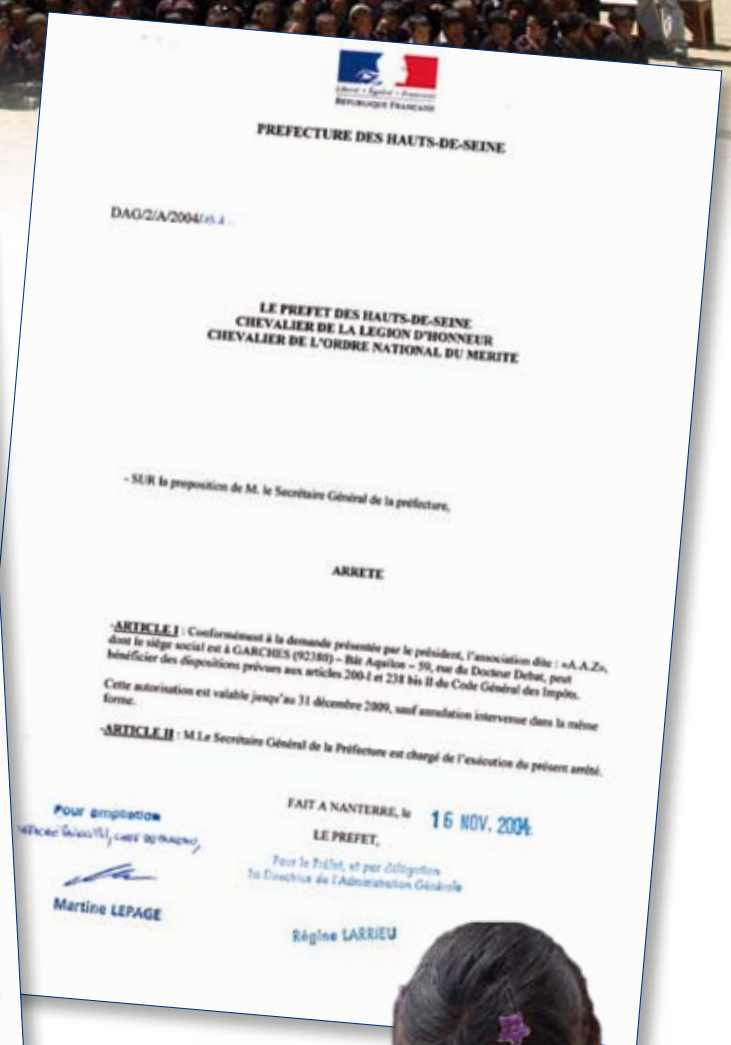 Liberté • Égalité • Fraternité
REPUBLIQUE FRANÇAISE
PREFECTURE DES HAUTS-DE-SEINE
DAG/2/A/2004/
LE PREFET DES HAUTS-DE-SEINE
CHEVALIER DE LA LEGION D'HONNEUR
CHEVALIER DE L'ORDRE NATIONAL DU MERITE
- SUR la proposition de M. le Secrétaire Général de la préfecture,
ARRETE
-ARTICLE I : Conformément à la demande présentée par le président, l'association dite : «A.A.Z»,
dont le siège social est à GARCHES (92380) – Bât Aquilon – 59, rue du Docteur Debat, peut
bénéficier des dispositions prévues aux articles 200-1 et 238 bis II du Code Général des Impôts.
Cette autorisation est valable jusqu'au 31 décembre 2009, sauf annulation intervenue dans la même
forme.
-ARTICLE II : M.Le Secrétaire Général de la Préfecture est chargé de l'exécution du présent arrêté.
FAIT A NANTERRE, le 16 NOV. 2004
LE PREFET,
Pour le Préfet, et par délégation
la Directrice de l'Administration Générale
Régine LARRIEU
Pour ampliation
Martine LEPAGE